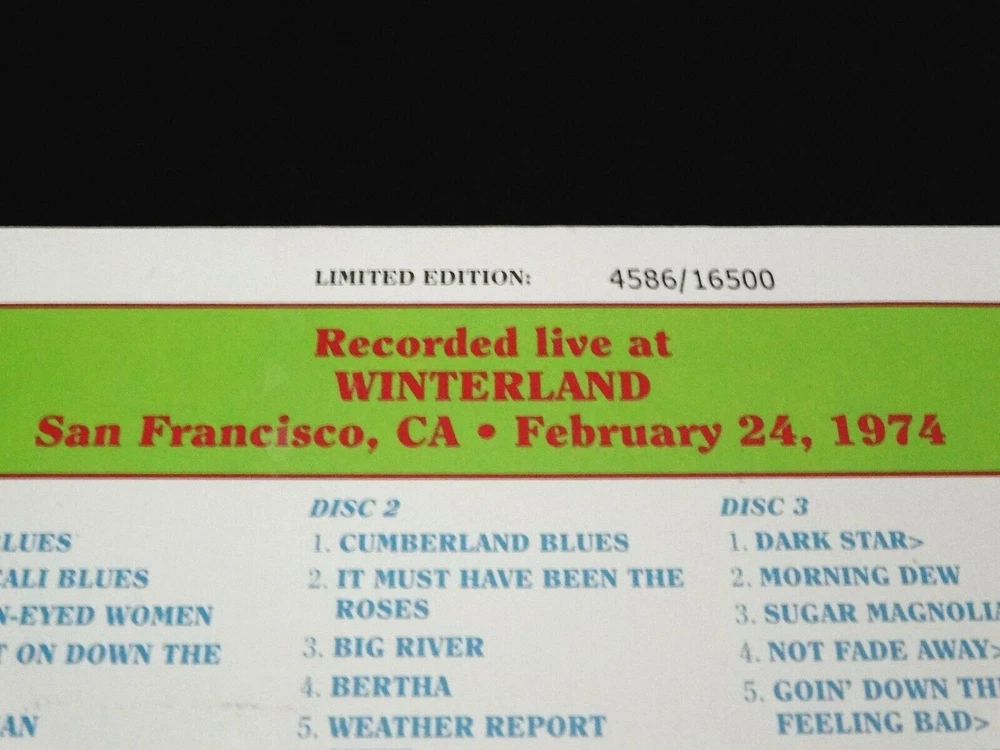 LIMITED EDITION: 4586/16500
Recorded live at
WINTERLAND
San Francisco, CA • February 24, 1974
LUES
ALI BLUES
N-EYED WOMEN
T ON DOWN THE
AN
DISC 2
1. CUMBERLAND BLUES
2. IT MUST HAVE BEEN THE
ROSES
3. BIG RIVER
4. BERTHA
5. WEATHER REPORT
DISC 3
1. DARK STAR>
2. MORNING DEW
3. SUGAR MAGNOLIA
4. NOT FADE AWAY>
5. GOIN' DOWN TH
FEELING BAD>